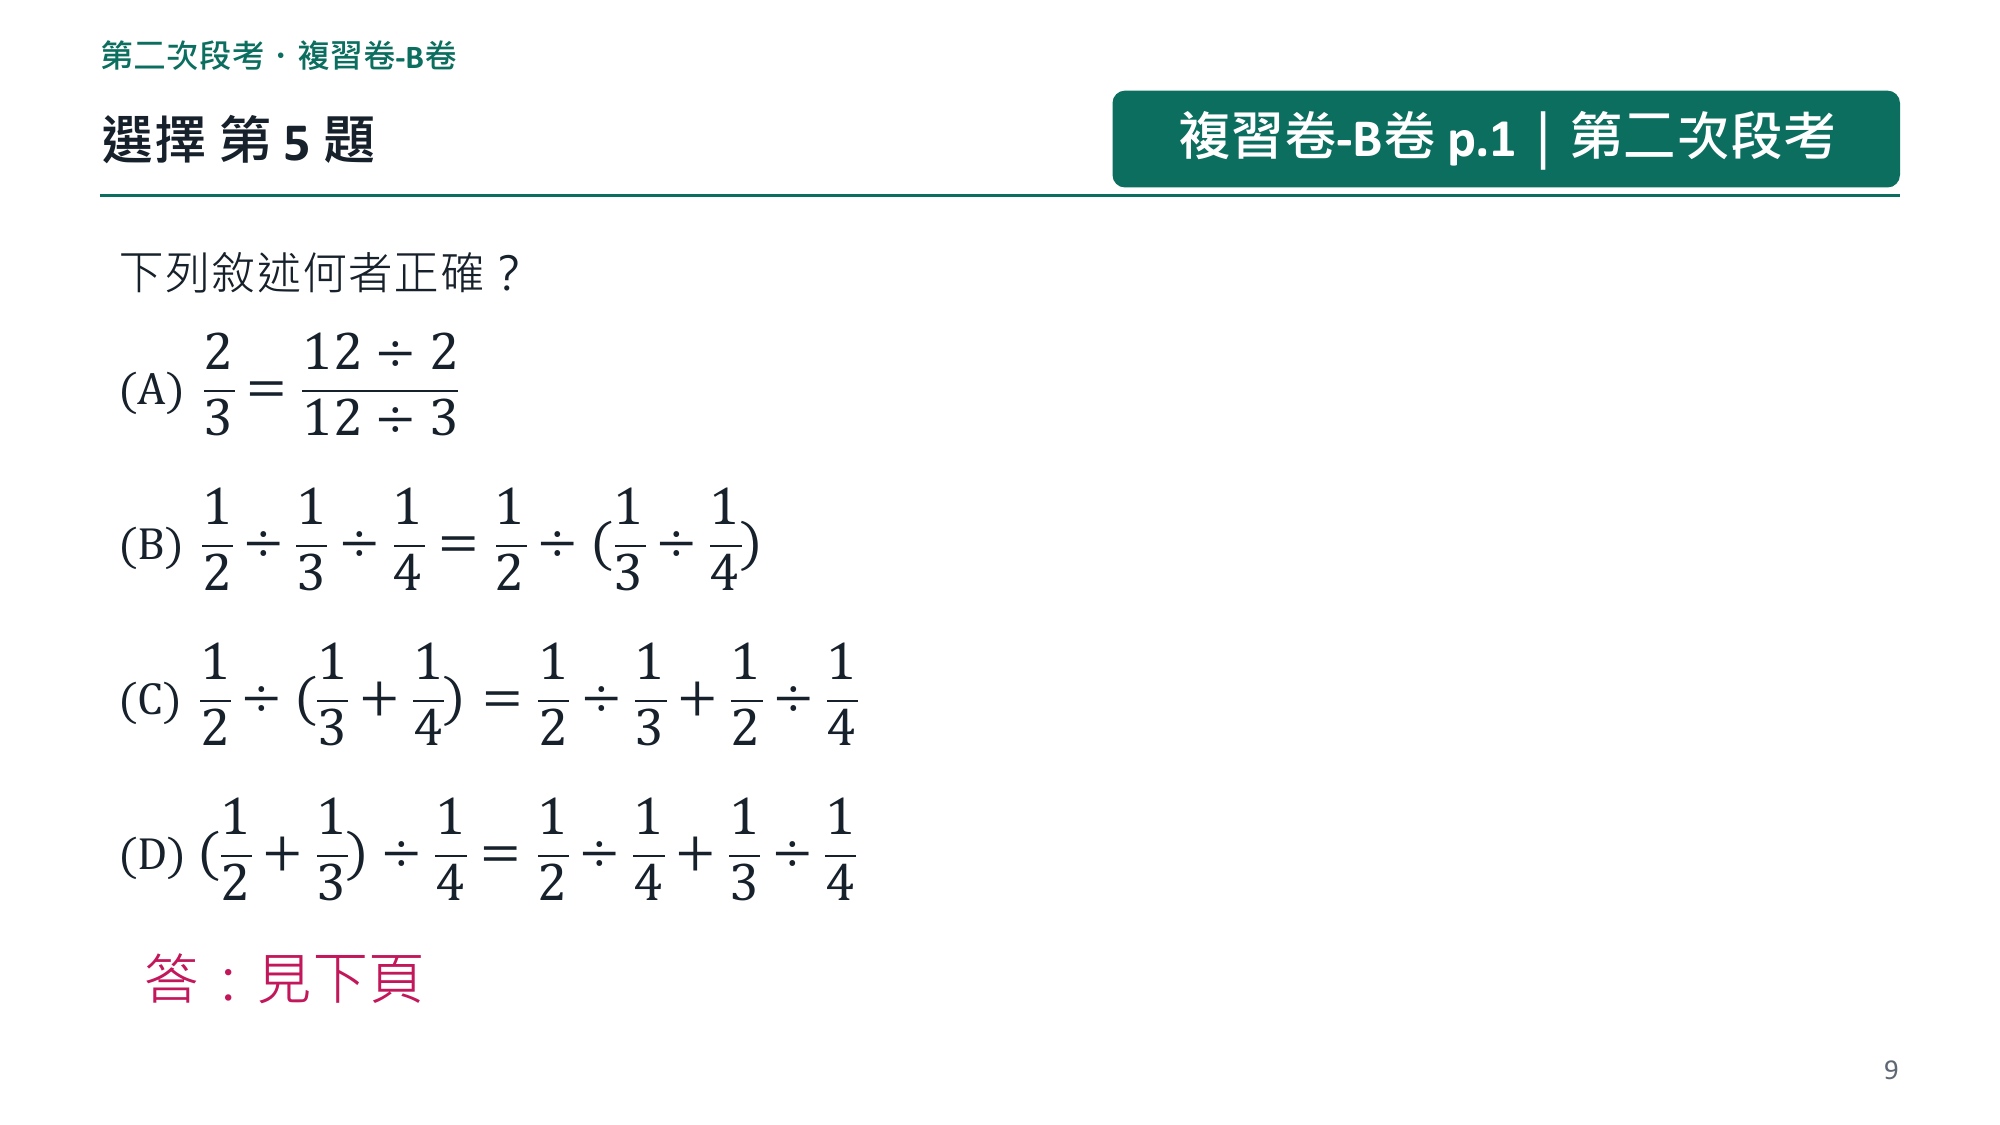 第二次段考・複習卷-B卷
選擇 第 5 題
複習卷-B卷 p.1｜第二次段考
下列敘述何者正確？
(A) 2/3 = (12 ÷ 2)/(12 ÷ 3)
(B) 1/2 ÷ 1/3 ÷ 1/4 = 1/2 ÷ (1/3 ÷ 1/4)
(C) 1/2 ÷ (1/3 + 1/4) = 1/2 ÷ 1/3 + 1/2 ÷ 1/4
(D) (1/2 + 1/3) ÷ 1/4 = 1/2 ÷ 1/4 + 1/3 ÷ 1/4
答：見下頁
9